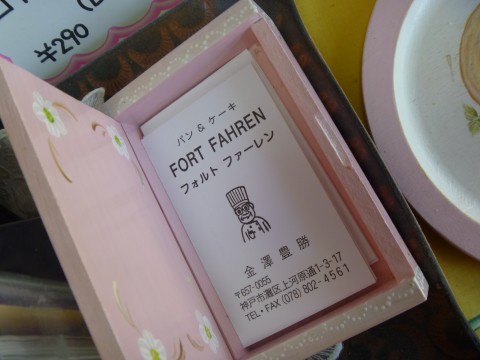 ¥290
パン & ケーキ
FORT FAHREN
フォルト ファーレン
金澤豊勝
〒657-0055
神戸市灘区上河原通1-3-17
TEL・FAX (078) 802-4561